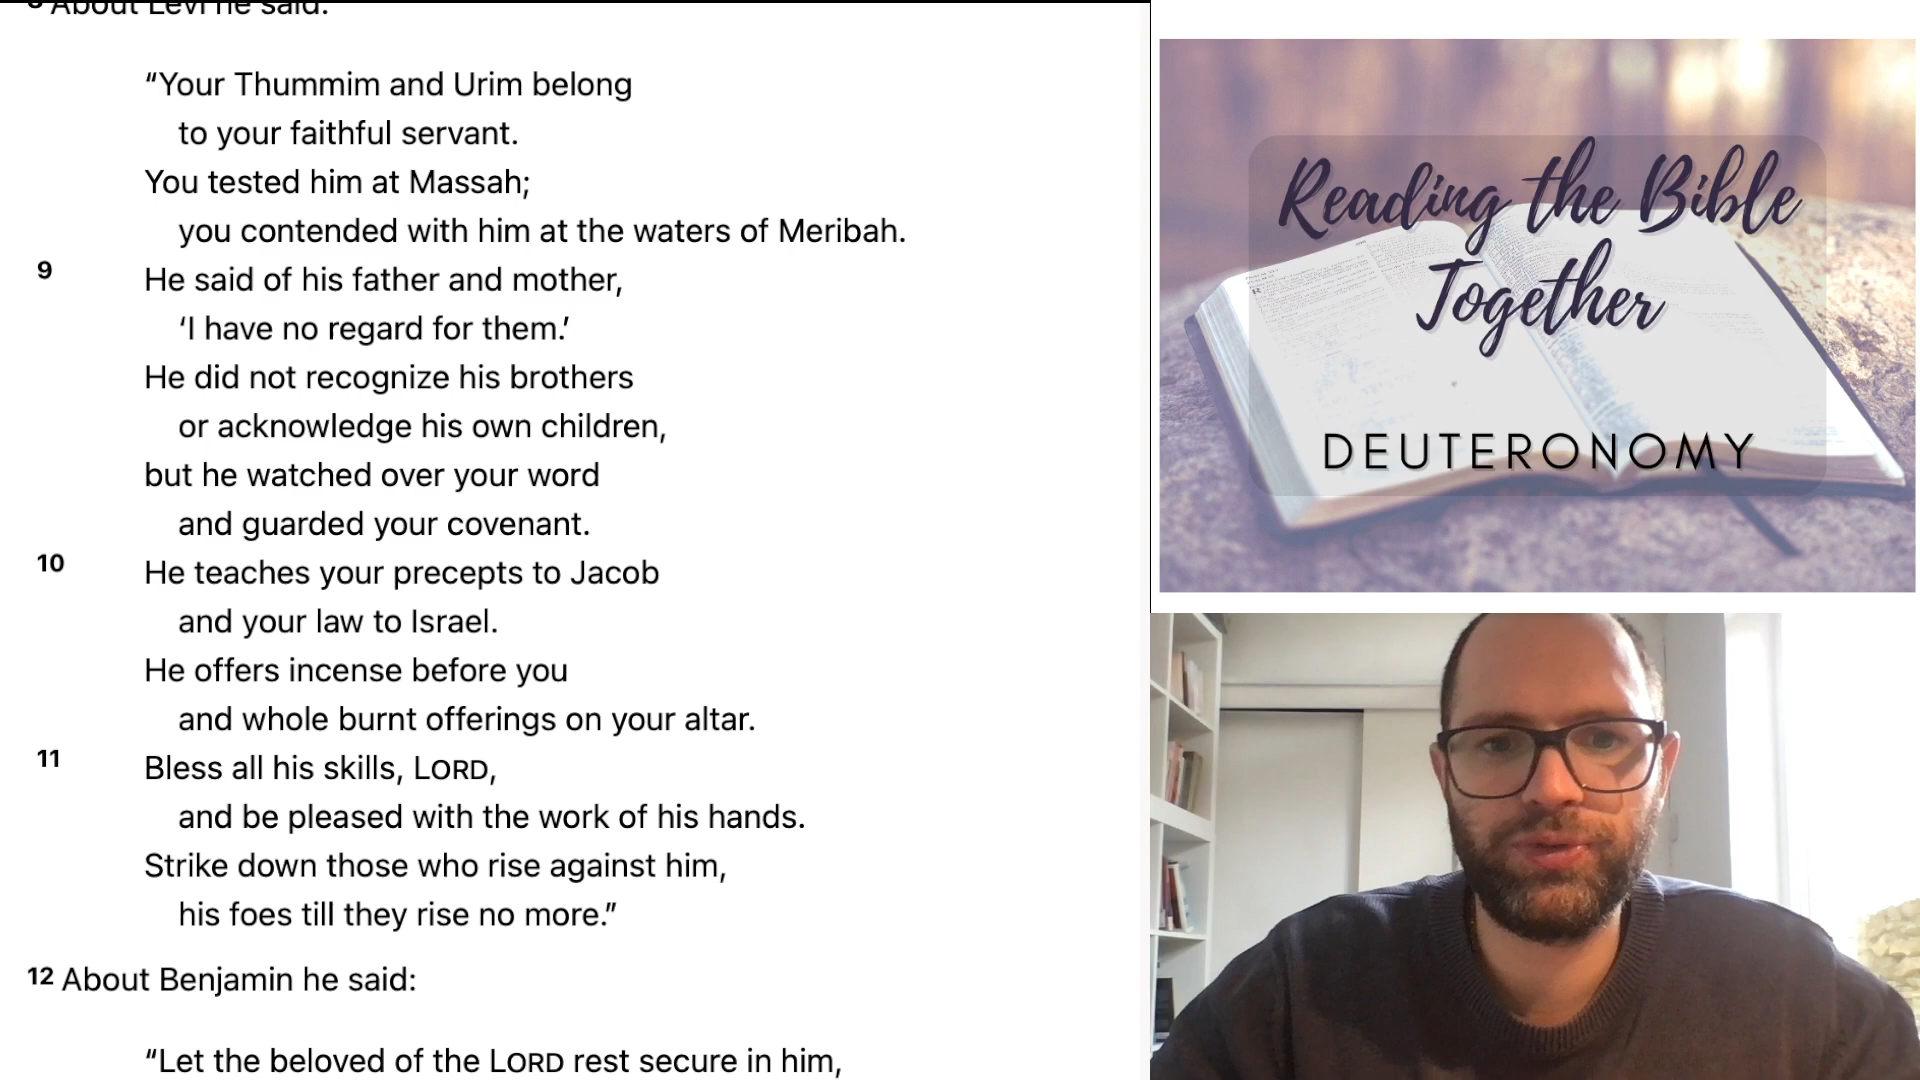 8 About Levi he said:
“Your Thummim and Urim belong
to your faithful servant.
You tested him at Massah;
you contended with him at the waters of Meribah.
9 He said of his father and mother,
‘I have no regard for them.’
He did not recognize his brothers
or acknowledge his own children,
but he watched over your word
and guarded your covenant.
10 He teaches your precepts to Jacob
and your law to Israel.
He offers incense before you
and whole burnt offerings on your altar.
11 Bless all his skills, LORD,
and be pleased with the work of his hands.
Strike down those who rise against him,
his foes till they rise no more.”
12 About Benjamin he said:
“Let the beloved of the LORD rest secure in him,
Reading the Bible
Together
DEUTERONOMY